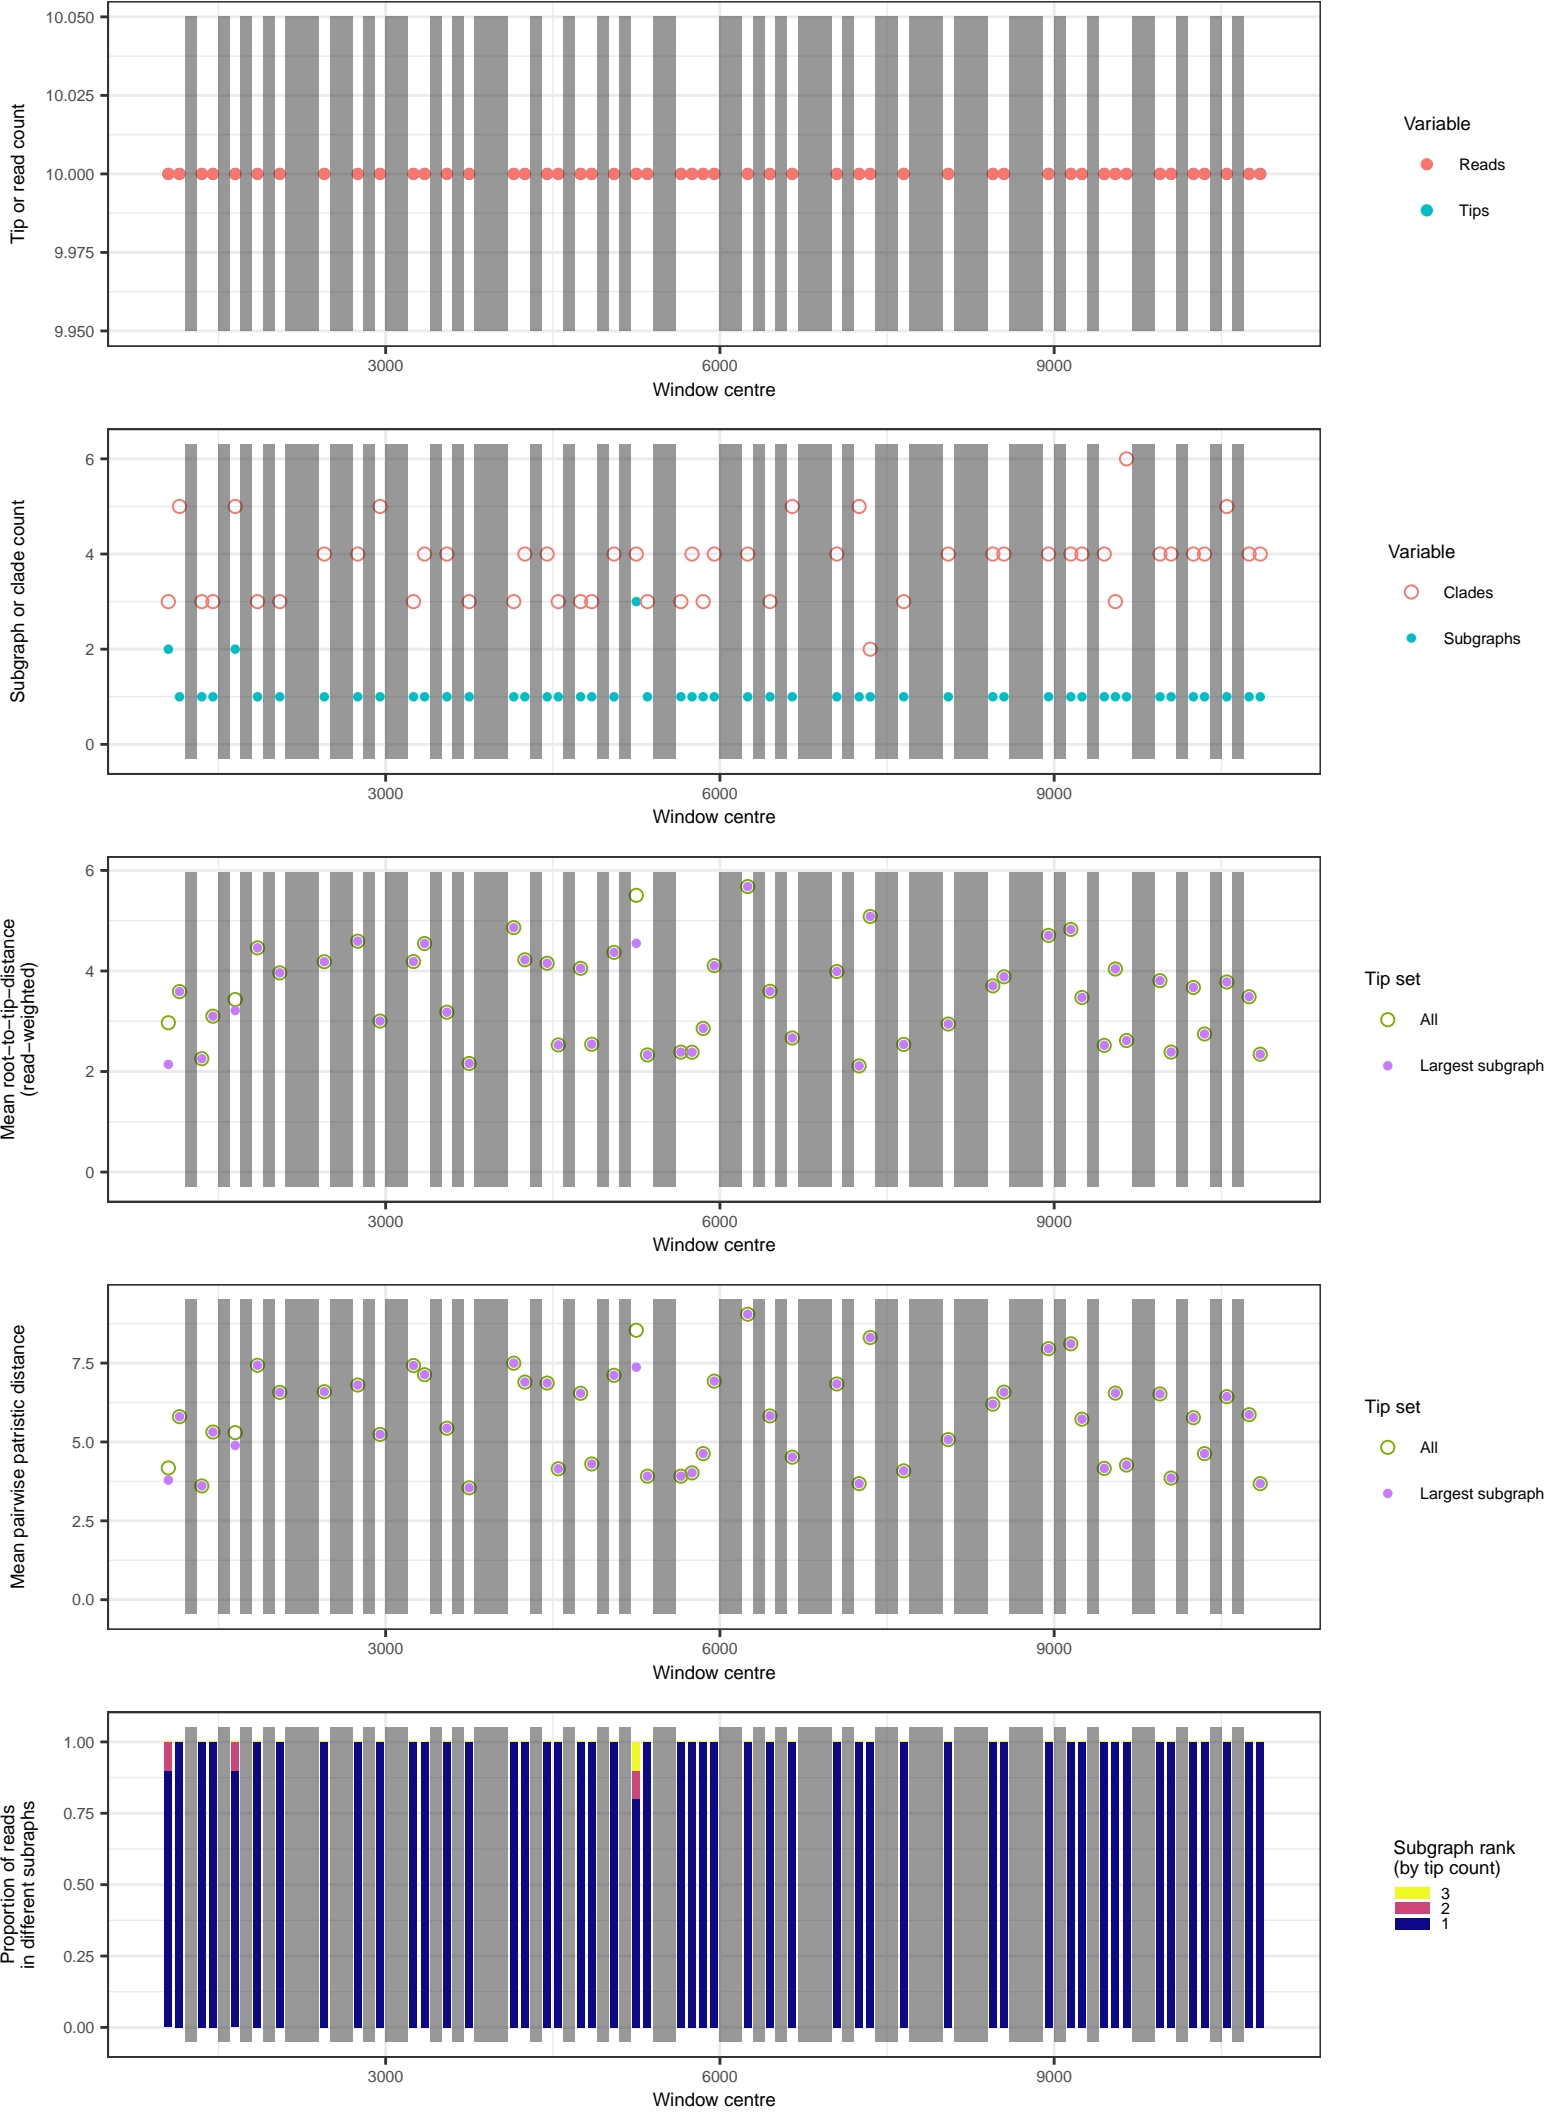 10.050
10.025
10.000
9.975
9.950
Tip or read count
3000 6000 9000
Window centre
Variable
Reads
Tips
6
4
2
0
Subgraph or clade count
3000 6000 9000
Window centre
Variable
Clades
Subgraphs
6
4
2
0
Mean root−to−tip−distance
(read−weighted)
3000 6000 9000
Window centre
Tip set
All
Largest subgraph
7.5
5.0
2.5
0.0
Mean pairwise patristic distance
3000 6000 9000
Window centre
Tip set
All
Largest subgraph
1.00
0.75
0.50
0.25
0.00
Proportion of reads
in different subraphs
3000 6000 9000
Window centre
Subgraph rank
(by tip count)
3
2
1